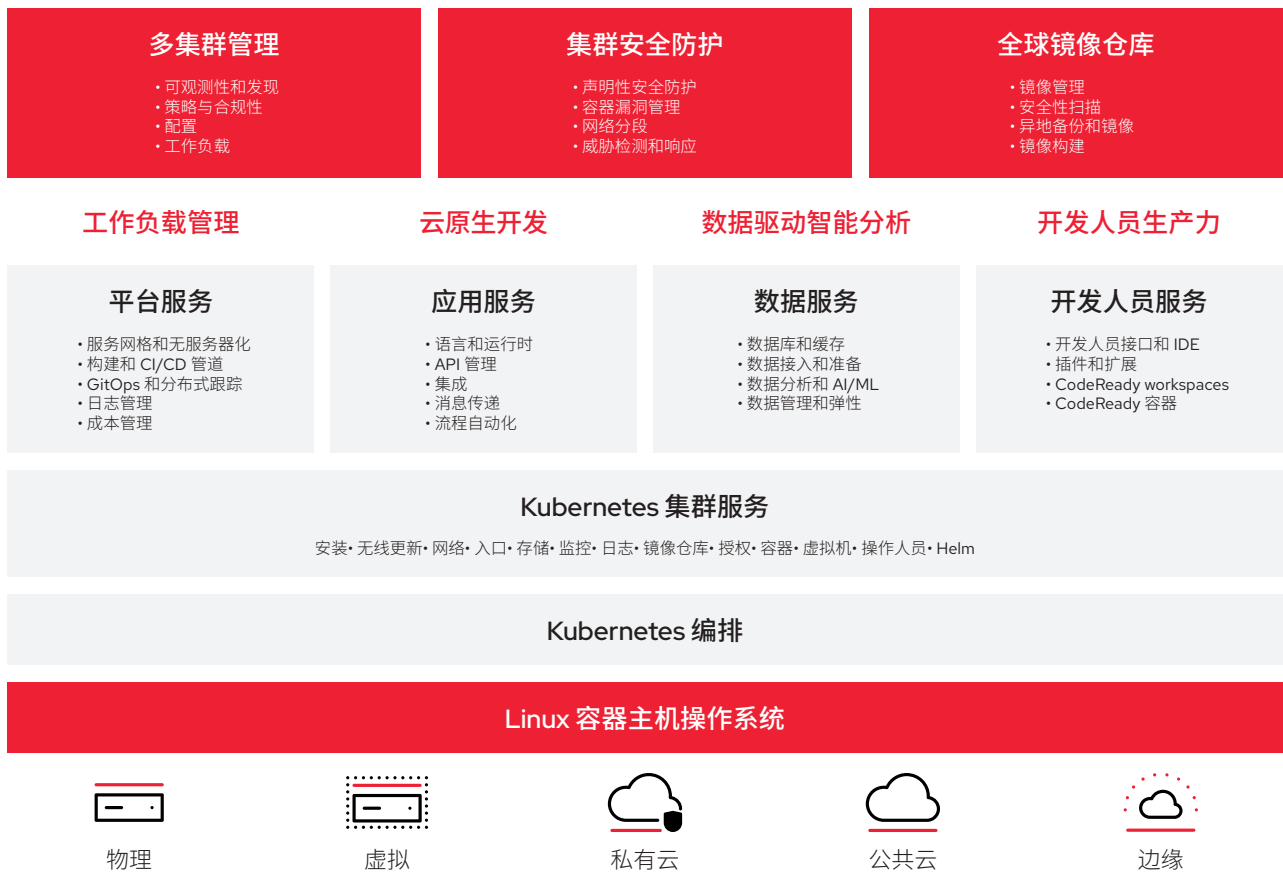 多集群管理
• 可观测性和发现
• 策略与合规性
• 配置
• 工作负载
集群安全防护
• 声明性安全防护
• 容器漏洞管理
• 网络分段
• 威胁检测和响应
全球镜像仓库
• 镜像管理
• 安全性扫描
• 异地备份和镜像
• 镜像构建
工作负载管理
云原生开发
数据驱动智能分析
开发人员生产力
平台服务
• 服务网格和无服务器化
• 构建和 CI/CD 管道
• GitOps 和分布式跟踪
• 日志管理
• 成本管理
应用服务
• 语言和运行时
• API 管理
• 集成
• 消息传递
• 流程自动化
数据服务
• 数据库和缓存
• 数据接入和准备
• 数据分析和 AI/ML
• 数据管理和弹性
开发人员服务
• 开发人员接口和 IDE
• 插件和扩展
• CodeReady workspaces
• CodeReady 容器
Kubernetes 集群服务
安装• 无线更新• 网络• 入口• 存储• 监控• 日志• 镜像仓库• 授权• 容器• 虚拟机• 操作人员• Helm
Kubernetes 编排
Linux 容器主机操作系统
物理
虚拟
私有云
公共云
边缘